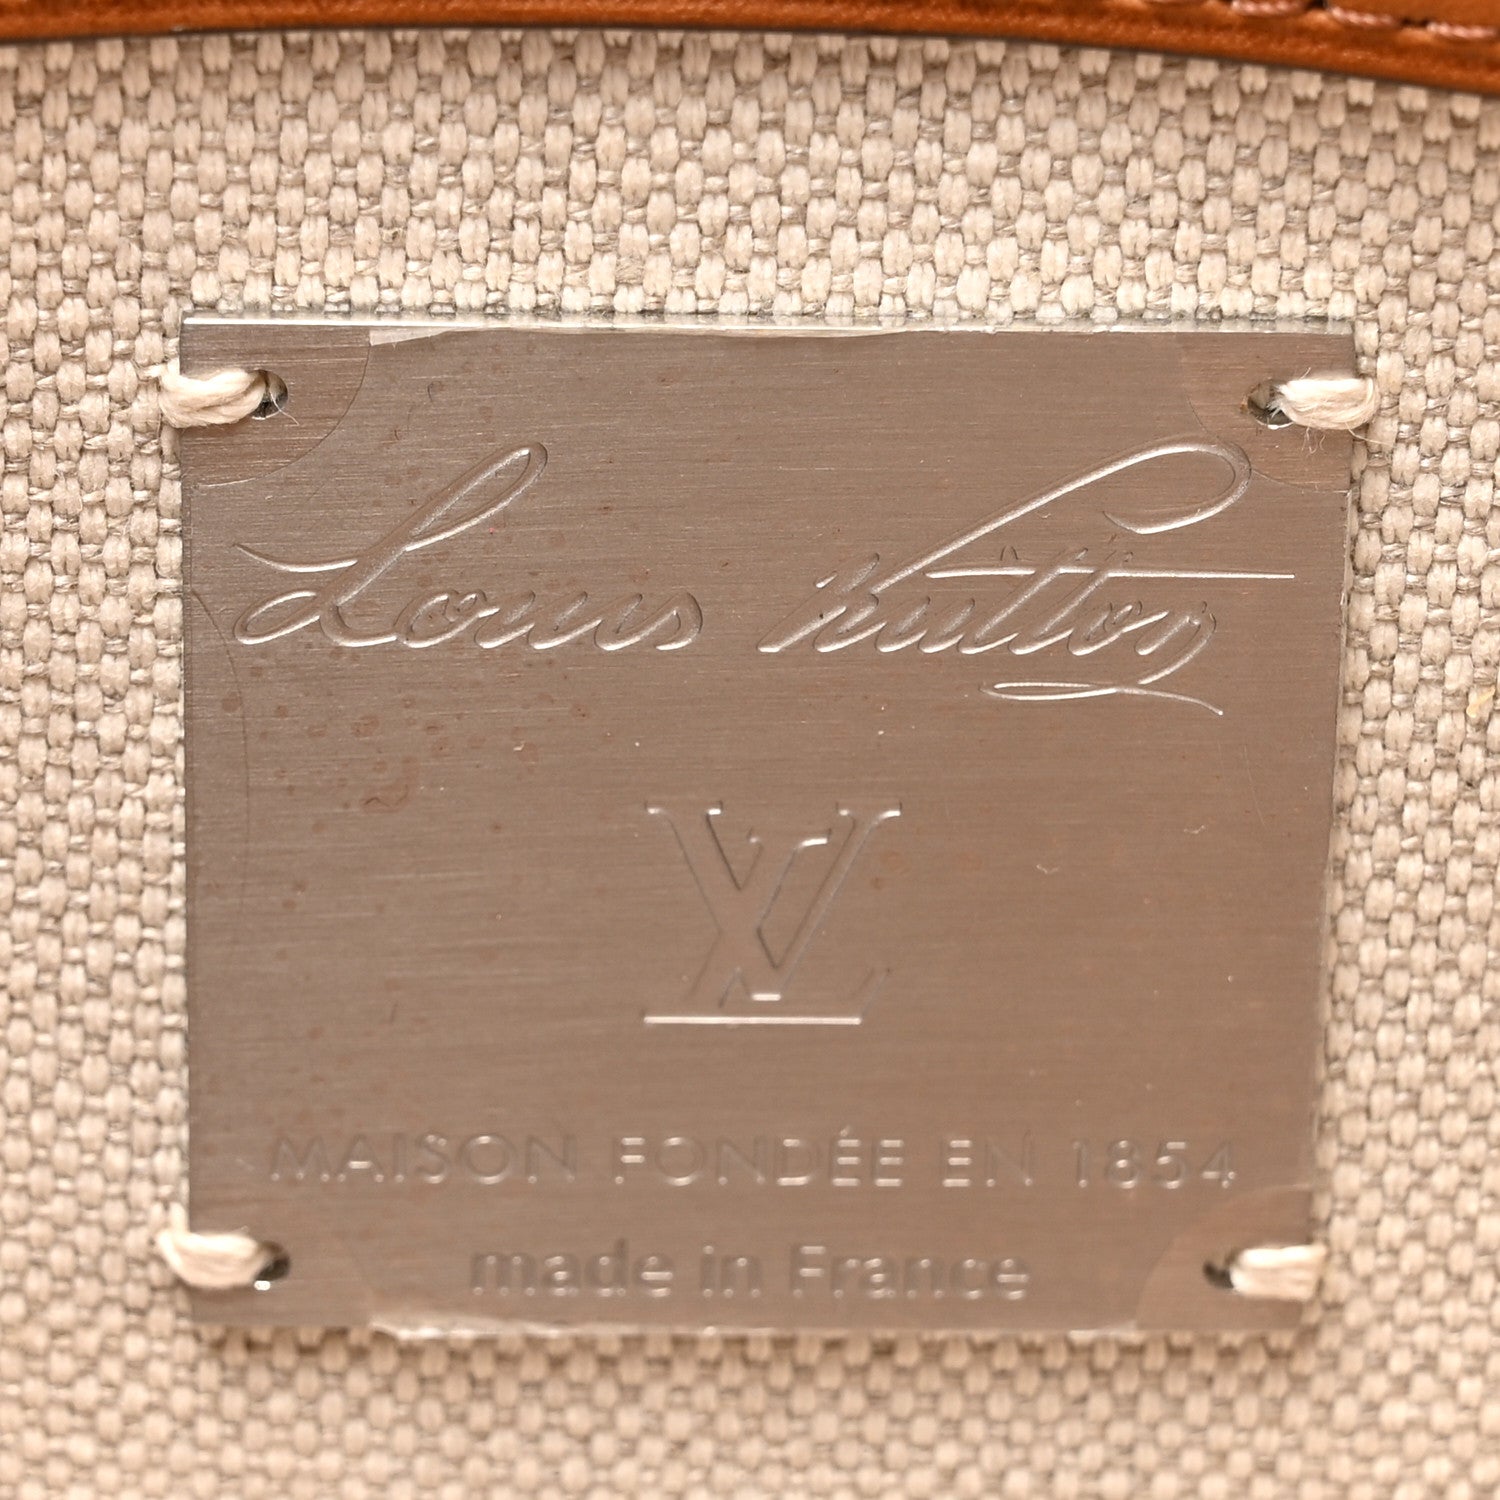 Louis Vuitton
LV
MAISON FONDÉE EN 1854
made in France